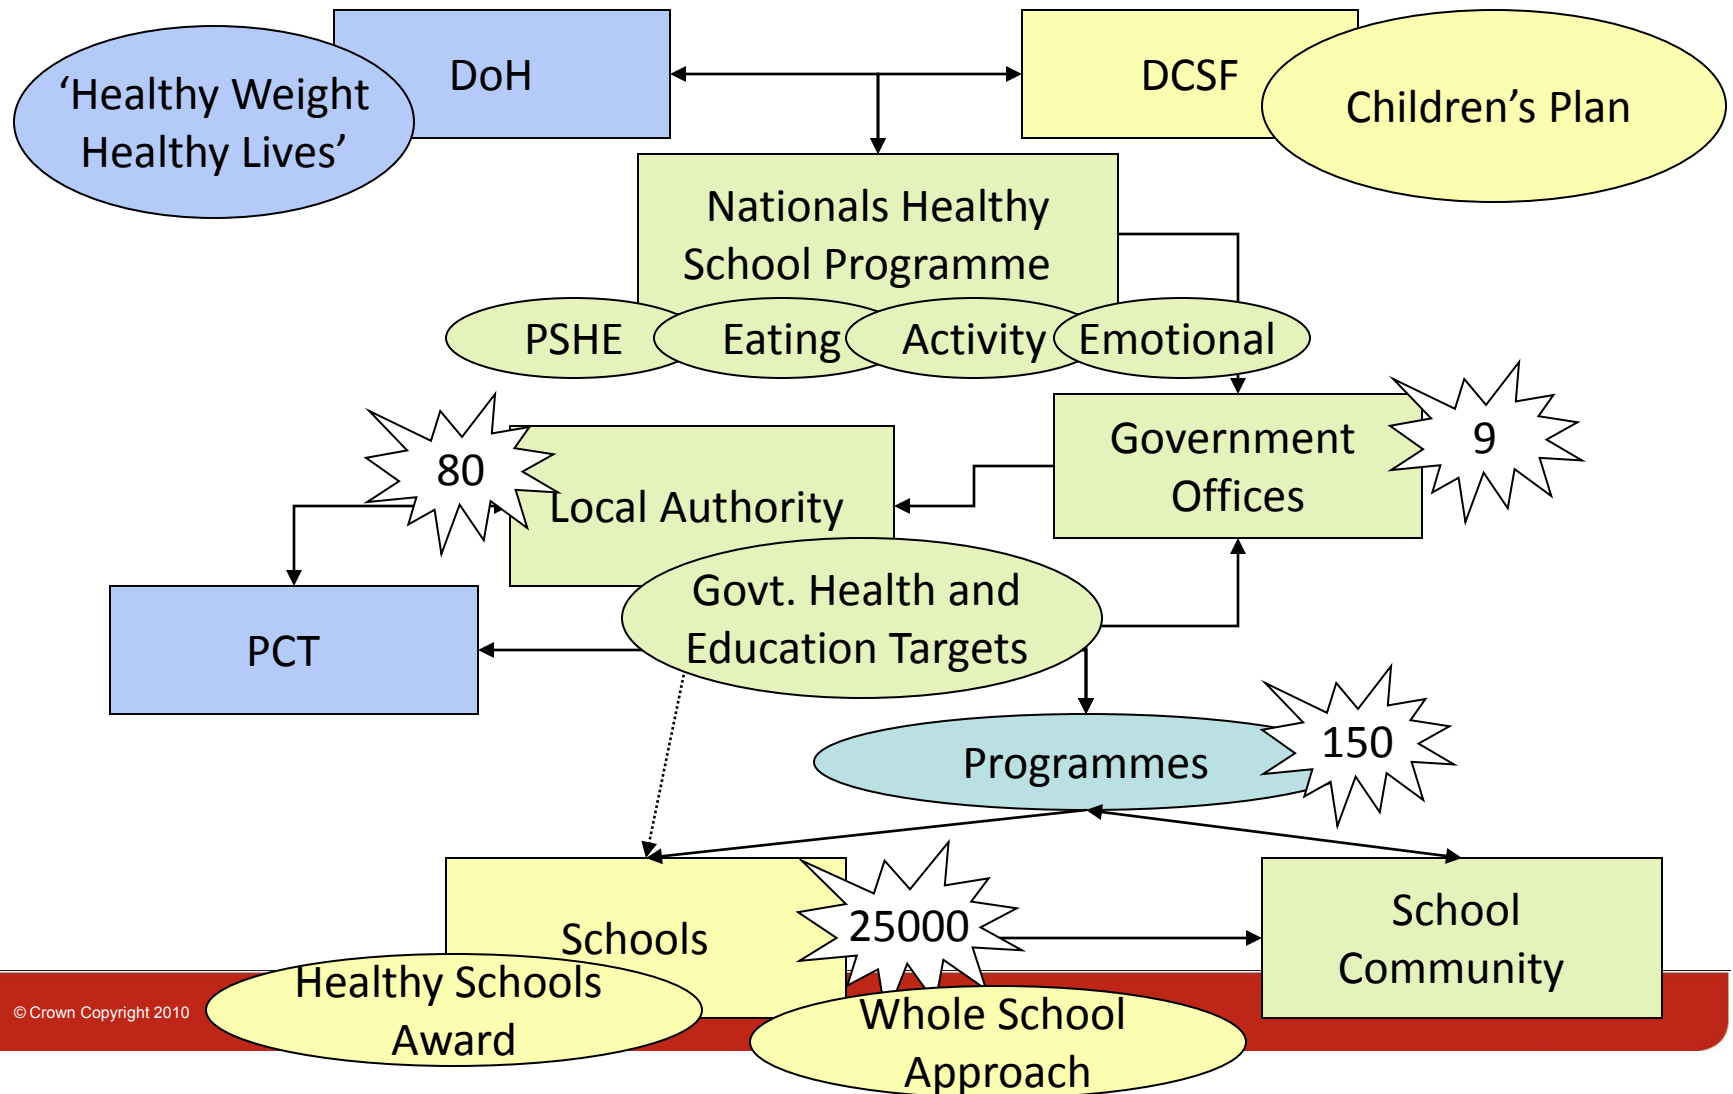 ‘Healthy Weight
Healthy Lives’
DoH
DCSF
Children’s Plan
Nationals Healthy
School Programme
PSHE
Eating
Activity
Emotional
80
Local Authority
Government
Offices
9
Govt. Health and
Education Targets
PCT
Programmes
150
Schools
25000
School
Community
Healthy Schools
Award
Whole School
Approach
© Crown Copyright 2010